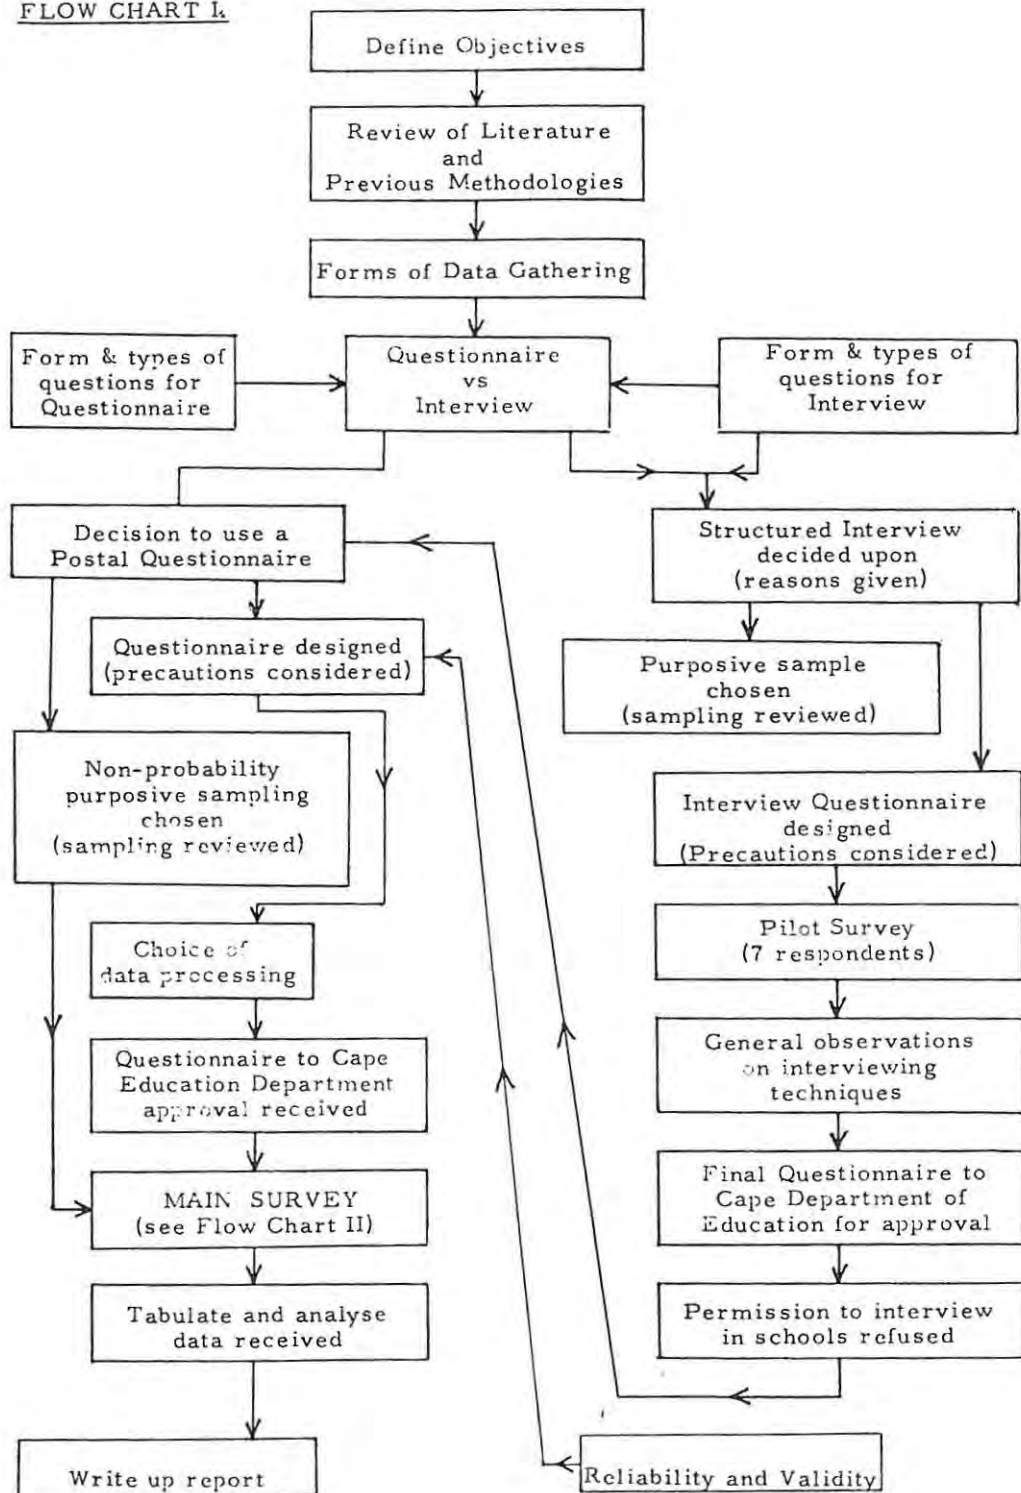 FLOW CHART I.
Define Objectives
Review of Literature
and
Previous Methodologies
Forms of Data Gathering
Form & types of
questions for
Questionnaire
Questionnaire
vs
Interview
Form & types of
questions for
Interview
Decision to use a
Postal Questionnaire
Structured Interview
decided upon
(reasons given)
Questionnaire designed
(precautions considered)
Purposive sample
chosen
(sampling reviewed)
Non-probability
purposive sampling
chosen
(sampling reviewed)
Interview Questionnaire
designed
(Precautions considered)
Choice of
data processing
Pilot Survey
(7 respondents)
Questionnaire to Cape
Education Department
approval received
General observations
on interviewing
techniques
MAIN SURVEY
(see Flow Chart II)
Final Questionnaire to
Cape Department of
Education for approval
Tabulate and analyse
data received
Permission to interview
in schools refused
Write up report
Reliability and Validity